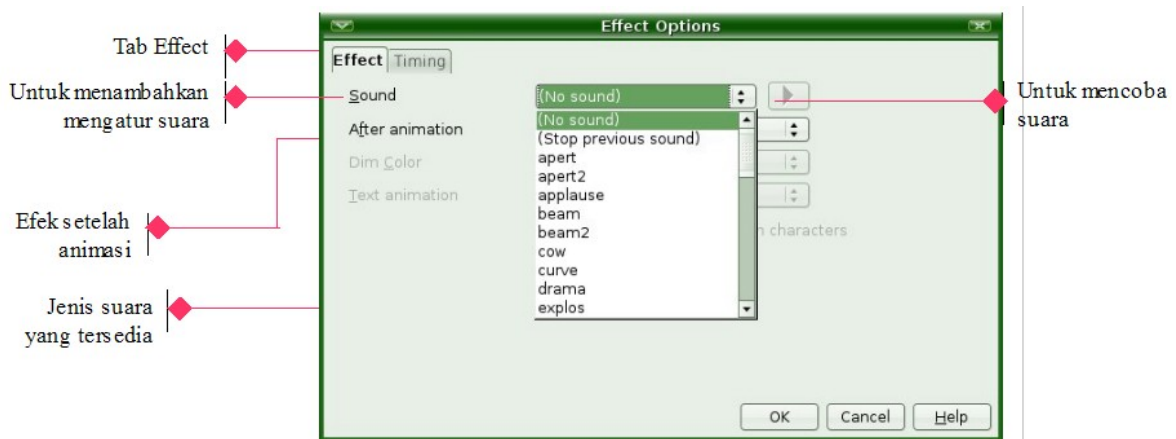 Effect Options
Tab Effect
Effect Timing
Untuk menambahkan
mengatur suara
Sound
(No sound)
Untuk mencoba
suara
After animation
Dim Color
Text animation
(No sound)
(Stop previous sound)
apert
apert2
applause
beam
beam2
cow
curve
drama
explos
characters
Efek setelah
animasi
Jenis suara
yang tersedia
OK Cancel Help